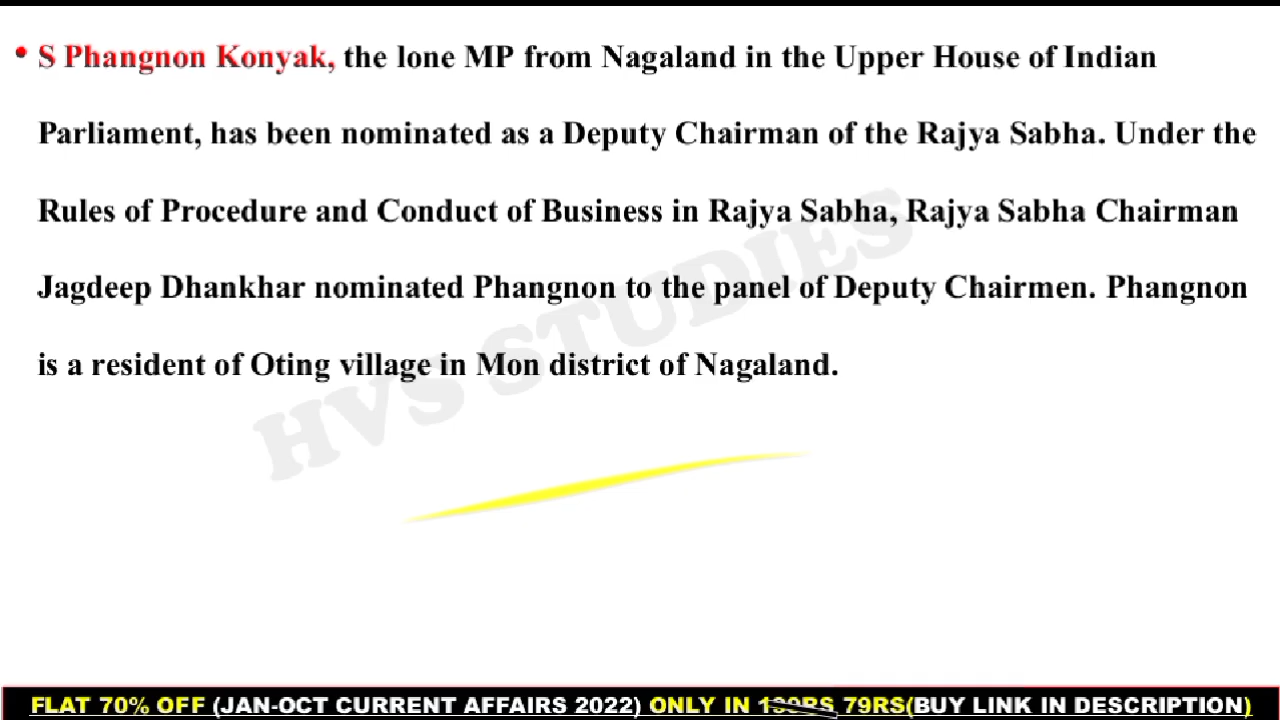 • S Phangnon Konyak, the lone MP from Nagaland in the Upper House of Indian
Parliament, has been nominated as a Deputy Chairman of the Rajya Sabha. Under the
Rules of Procedure and Conduct of Business in Rajya Sabha, Rajya Sabha Chairman
Jagdeep Dhankhar nominated Phangnon to the panel of Deputy Chairmen. Phangnon
is a resident of Oting village in Mon district of Nagaland.
HVS STUDIES
FLAT 70% OFF (JAN-OCT CURRENT AFFAIRS 2022) ONLY IN 79RS(BUY LINK IN DESCRIPTION)